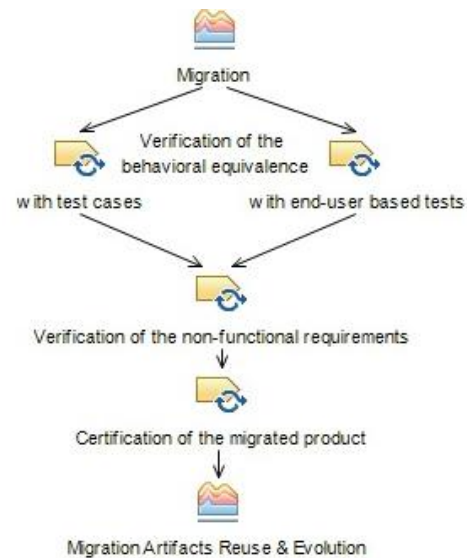 Migration
Verification of the
behavioral equivalence
with test cases
with end-user based tests
Verification of the non-functional requirements
Certification of the migrated product
Migration Artifacts Reuse & Evolution